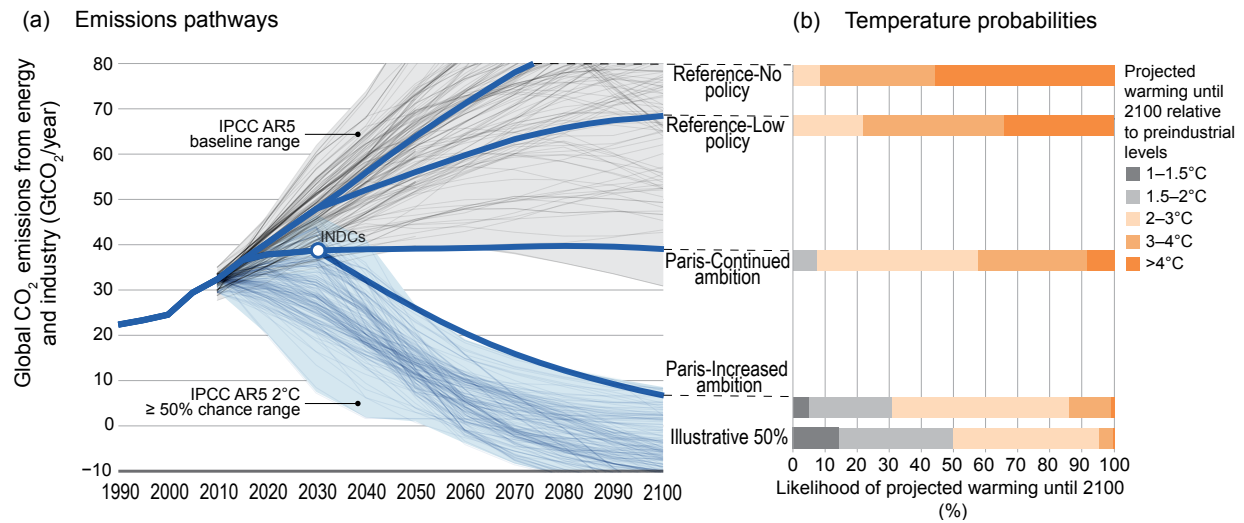 (a) Emissions pathways
Global CO₂ emissions from energy
and industry (GtCO₂/year)
80
70
60
50
40
30
20
10
0
−10
IPCC AR5
baseline range
INDCs
IPCC AR5 2°C
≥ 50% chance range
1990 2000 2010 2020 2030 2040 2050 2060 2070 2080 2090 2100
Reference-No
policy
Reference-Low
policy
Paris-Continued
ambition
Paris-Increased
ambition
Illustrative 50%
(b) Temperature probabilities
0 10 20 30 40 50 60 70 80 90 100
Likelihood of projected warming until 2100
(%)
Projected
warming until
2100 relative
to preindustrial
levels
1–1.5°C
1.5–2°C
2–3°C
3–4°C
>4°C